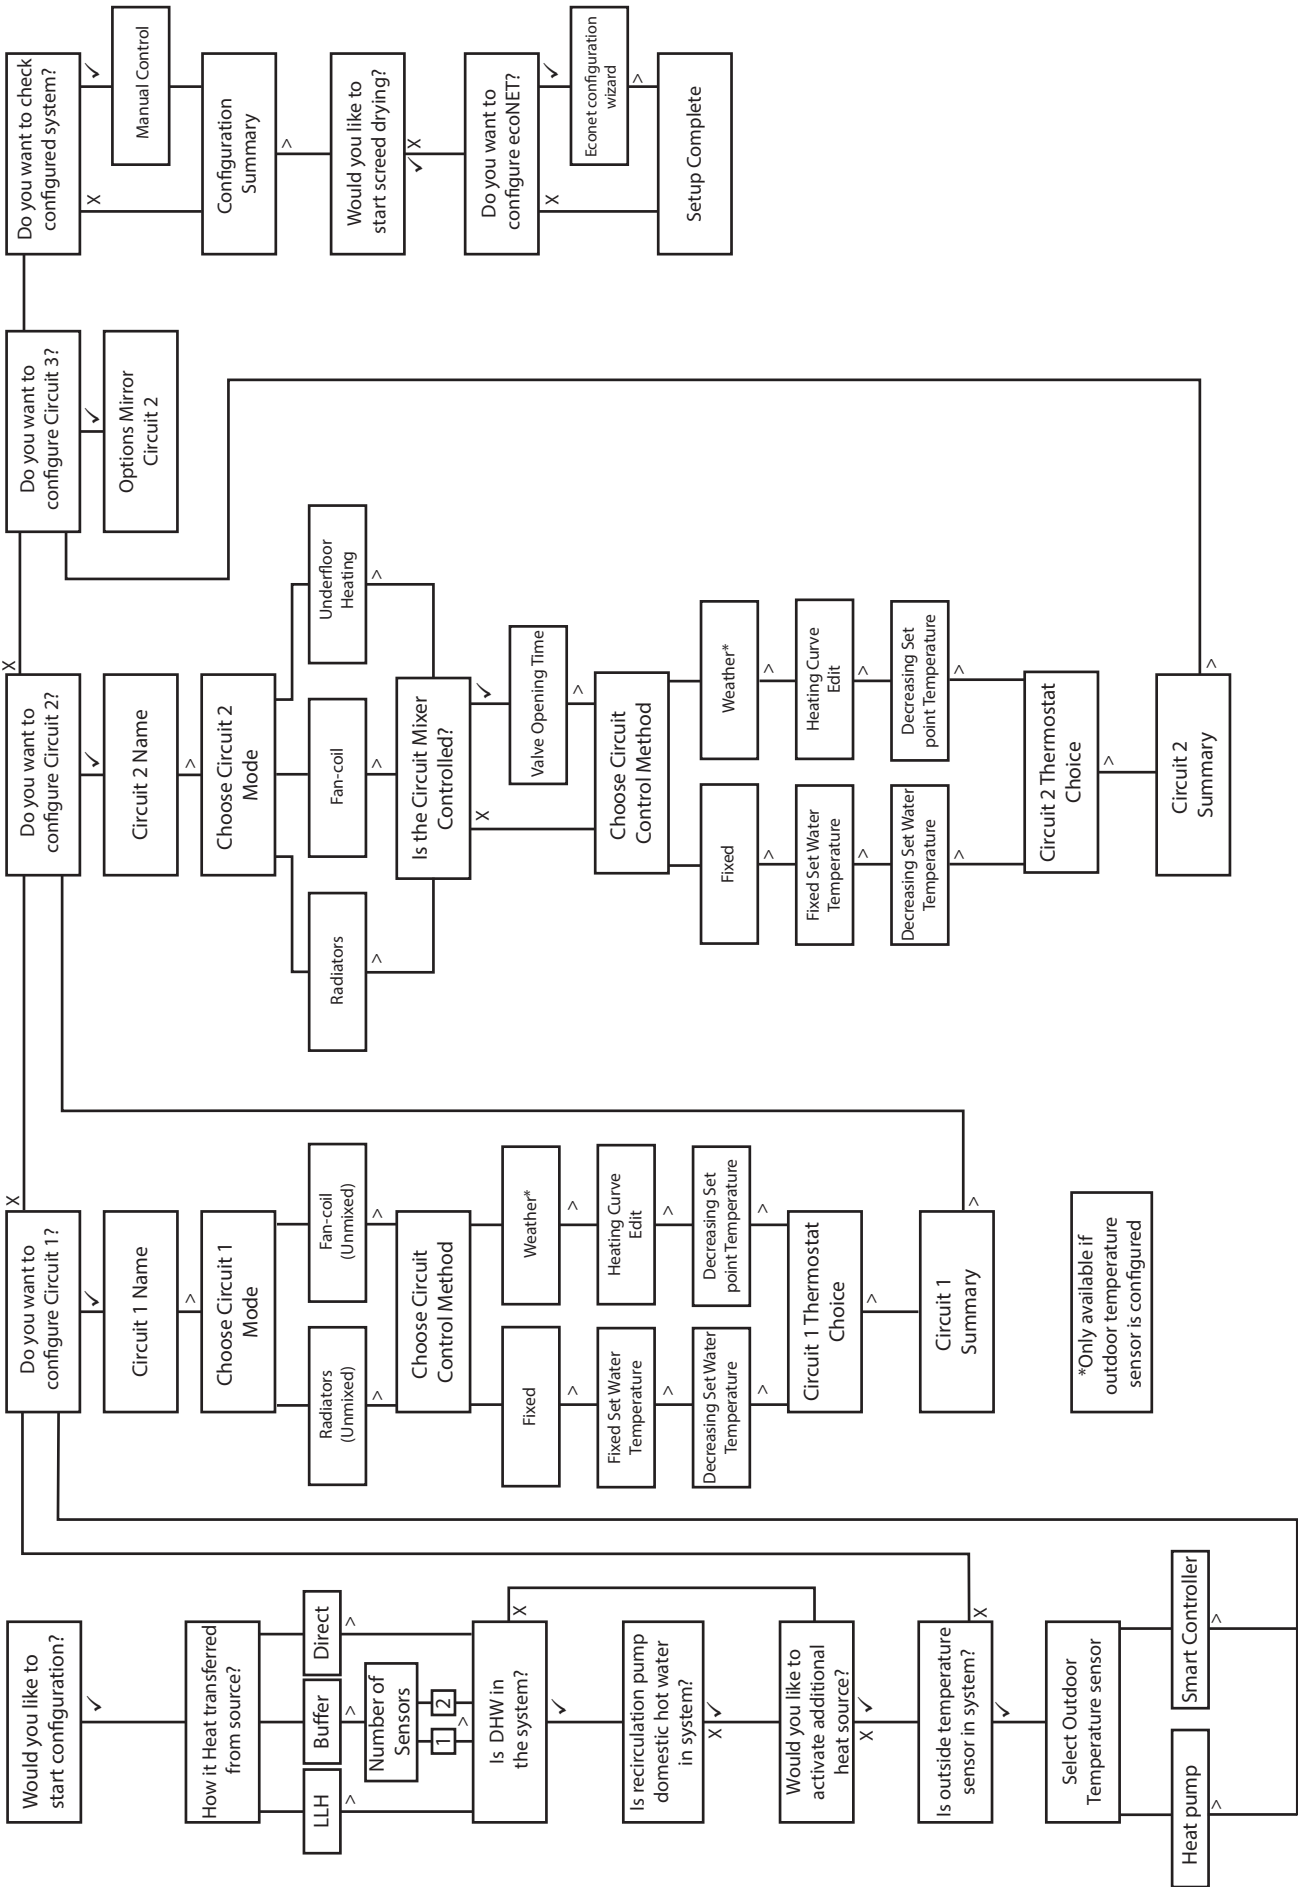 Would you like to
start configuration?
✓
How it Heat transferred
from source?
LLH
>
Buffer
>
Direct
>
Number of
Sensors
1
2
>
Is DHW in
the system?
X
✓
Is recirculation pump
domestic hot water
in system?
X
✓
Would you like to
activate additional
heat source?
X
✓
Is outside temperature
sensor in system?
X
✓
Select Outdoor
Temperature sensor
Heat pump
>
Smart Controller
>
Do you want to
configure Circuit 1?
X
✓
Circuit 1 Name
>
Choose Circuit 1
Mode
Radiators
(Unmixed)
>
Fan-coil
(Unmixed)
>
Choose Circuit
Control Method
Fixed
>
Weather*
>
Fixed Set Water
Temperature
>
Heating Curve
Edit
>
Decreasing Set Water
Temperature
>
Decreasing Set
point Temperature
>
Circuit 1 Thermostat
Choice
>
Circuit 1
Summary
>
*Only available if
outdoor temperature
sensor is configured
Do you want to
configure Circuit 2?
X
✓
Circuit 2 Name
>
Choose Circuit 2
Mode
Radiators
>
Fan-coil
>
Underfloor
Heating
>
Is the Circuit Mixer
Controlled?
X
✓
Valve Opening Time
>
Choose Circuit
Control Method
Fixed
>
Weather*
>
Fixed Set Water
Temperature
>
Heating Curve
Edit
>
Decreasing Set Water
Temperature
>
Decreasing Set
point Temperature
>
Circuit 2 Thermostat
Choice
>
Circuit 2
Summary
>
Do you want to
configure Circuit 3?
✓
Options Mirror
Circuit 2
Do you want to check
configured system?
X
✓
Manual Control
Configuration
Summary
>
Would you like to
start screed drying?
✓
X
Do you want to
configure ecoNET?
X
✓
Econet configuration
wizard
>
Setup Complete